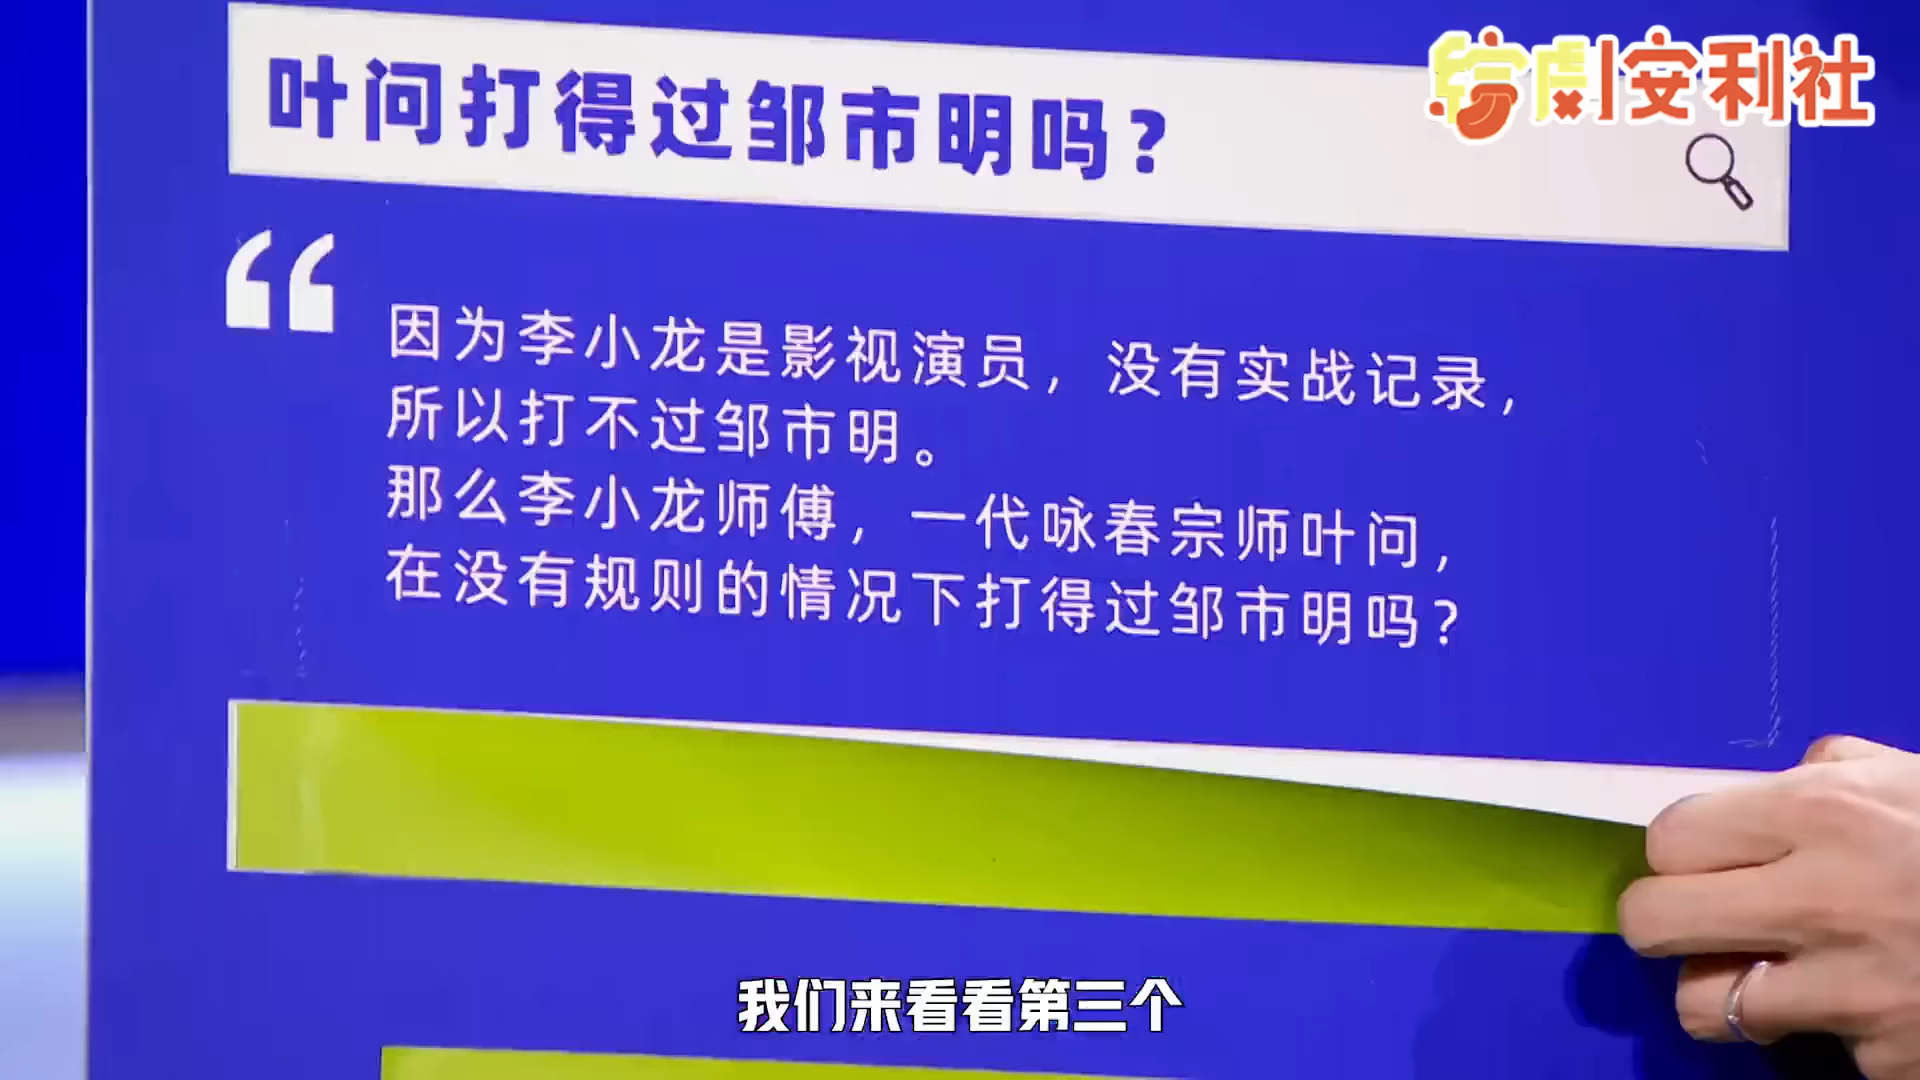 综劇安利社
叶问打得过邹市明吗？
因为李小龙是影视演员，没有实战记录，
所以打不过邹市明。
那么李小龙师傅，一代咏春宗师叶问，
在没有规则的情况下打得过邹市明吗？
我们来看看第三个